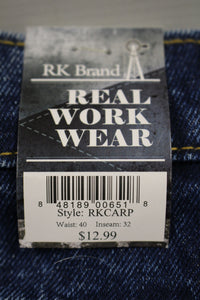 RK Brand
REAL
WORK
WEAR
8 48189 00651 8
Style: RKCARP
Waist: 40 Inseam: 32
$12.99